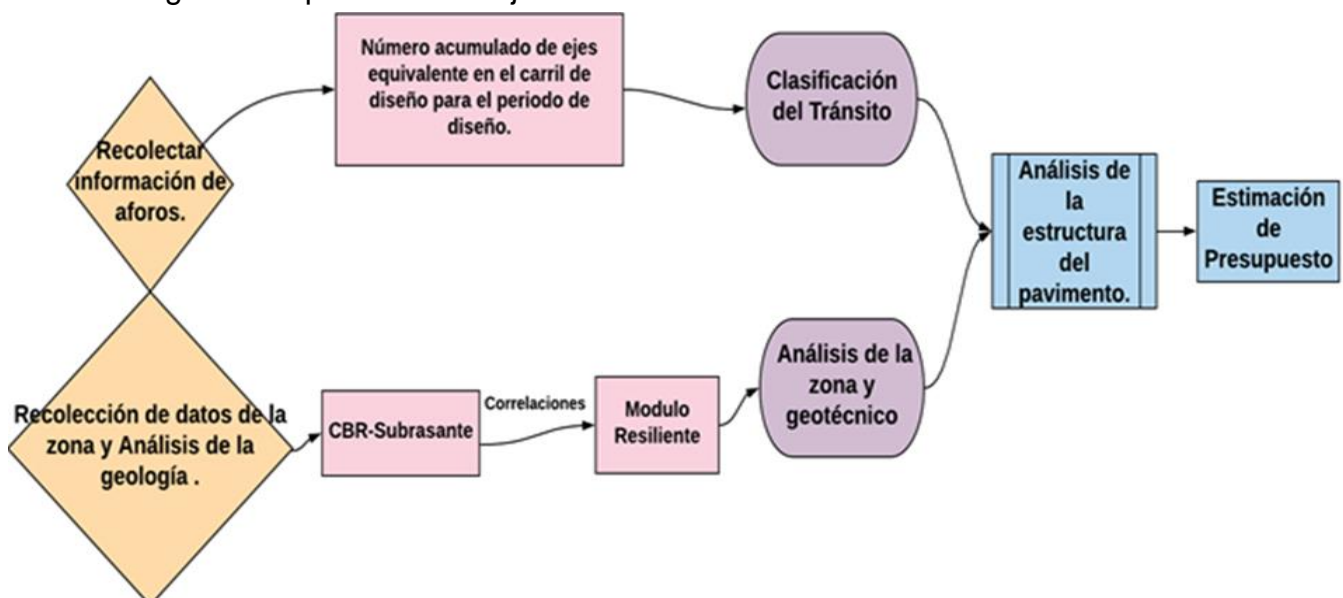 Número acumulado de ejes
equivalente en el carril de
diseño para el periodo de
diseño.
Clasificación
del Tránsito
Recolectar
información de
aforos.
Análisis de
la
estructura
del
pavimento.
Estimación
de
Presupuesto
Recolección de datos de la
zona y Análisis de la
geología .
CBR-Subrasante
Correlaciones
Modulo
Resiliente
Análisis de la
zona y
geotécnico